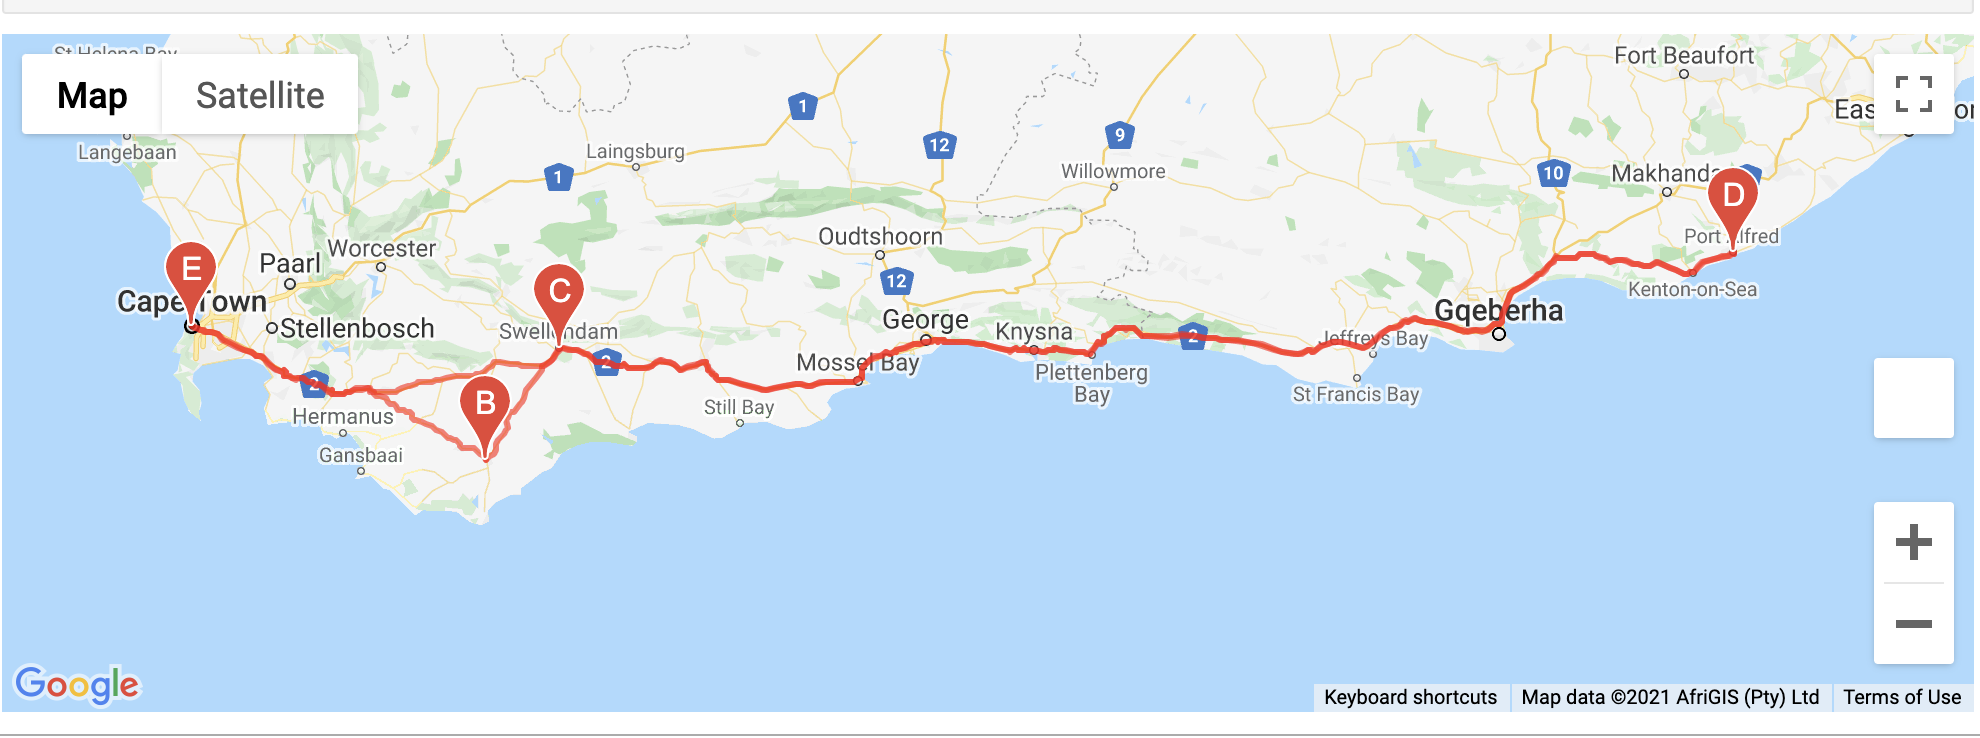 St Helena Bay
Map
Satellite
Langebaan
Laingsburg
1
1
12
9
Willowmore
10
Fort Beaufort
Makhanda
D
Port Alfred
Kenton-on-Sea
Oudtshoorn
12
Worcester
Paarl
E
Cape Town
Stellenbosch
C
Swellendam
2
George
Knysna
Mossel Bay
Plettenberg
Bay
2
Gqeberha
Jeffreys Bay
St Francis Bay
2
B
Hermanus
Gansbaai
Still Bay
Google
Keyboard shortcuts
Map data ©2021 AfriGIS (Pty) Ltd
Terms of Use